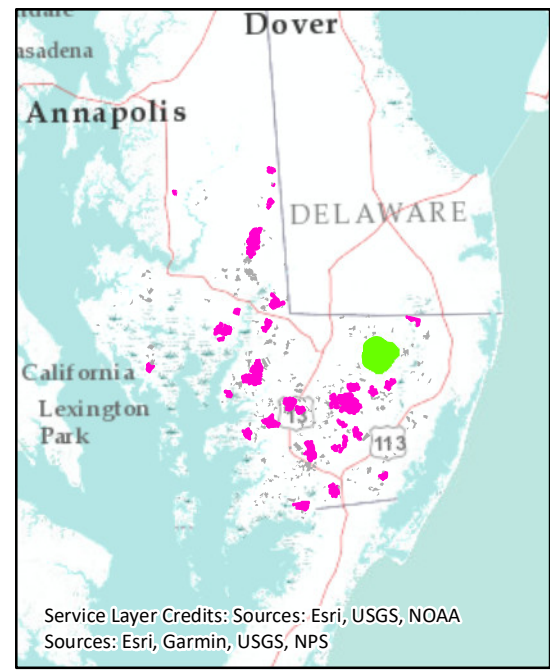 Dover
asadena
Annapolis
DELAWARE
California
Lexington
Park
13
113
Service Layer Credits: Sources: Esri, USGS, NOAA
Sources: Esri, Garmin, USGS, NPS